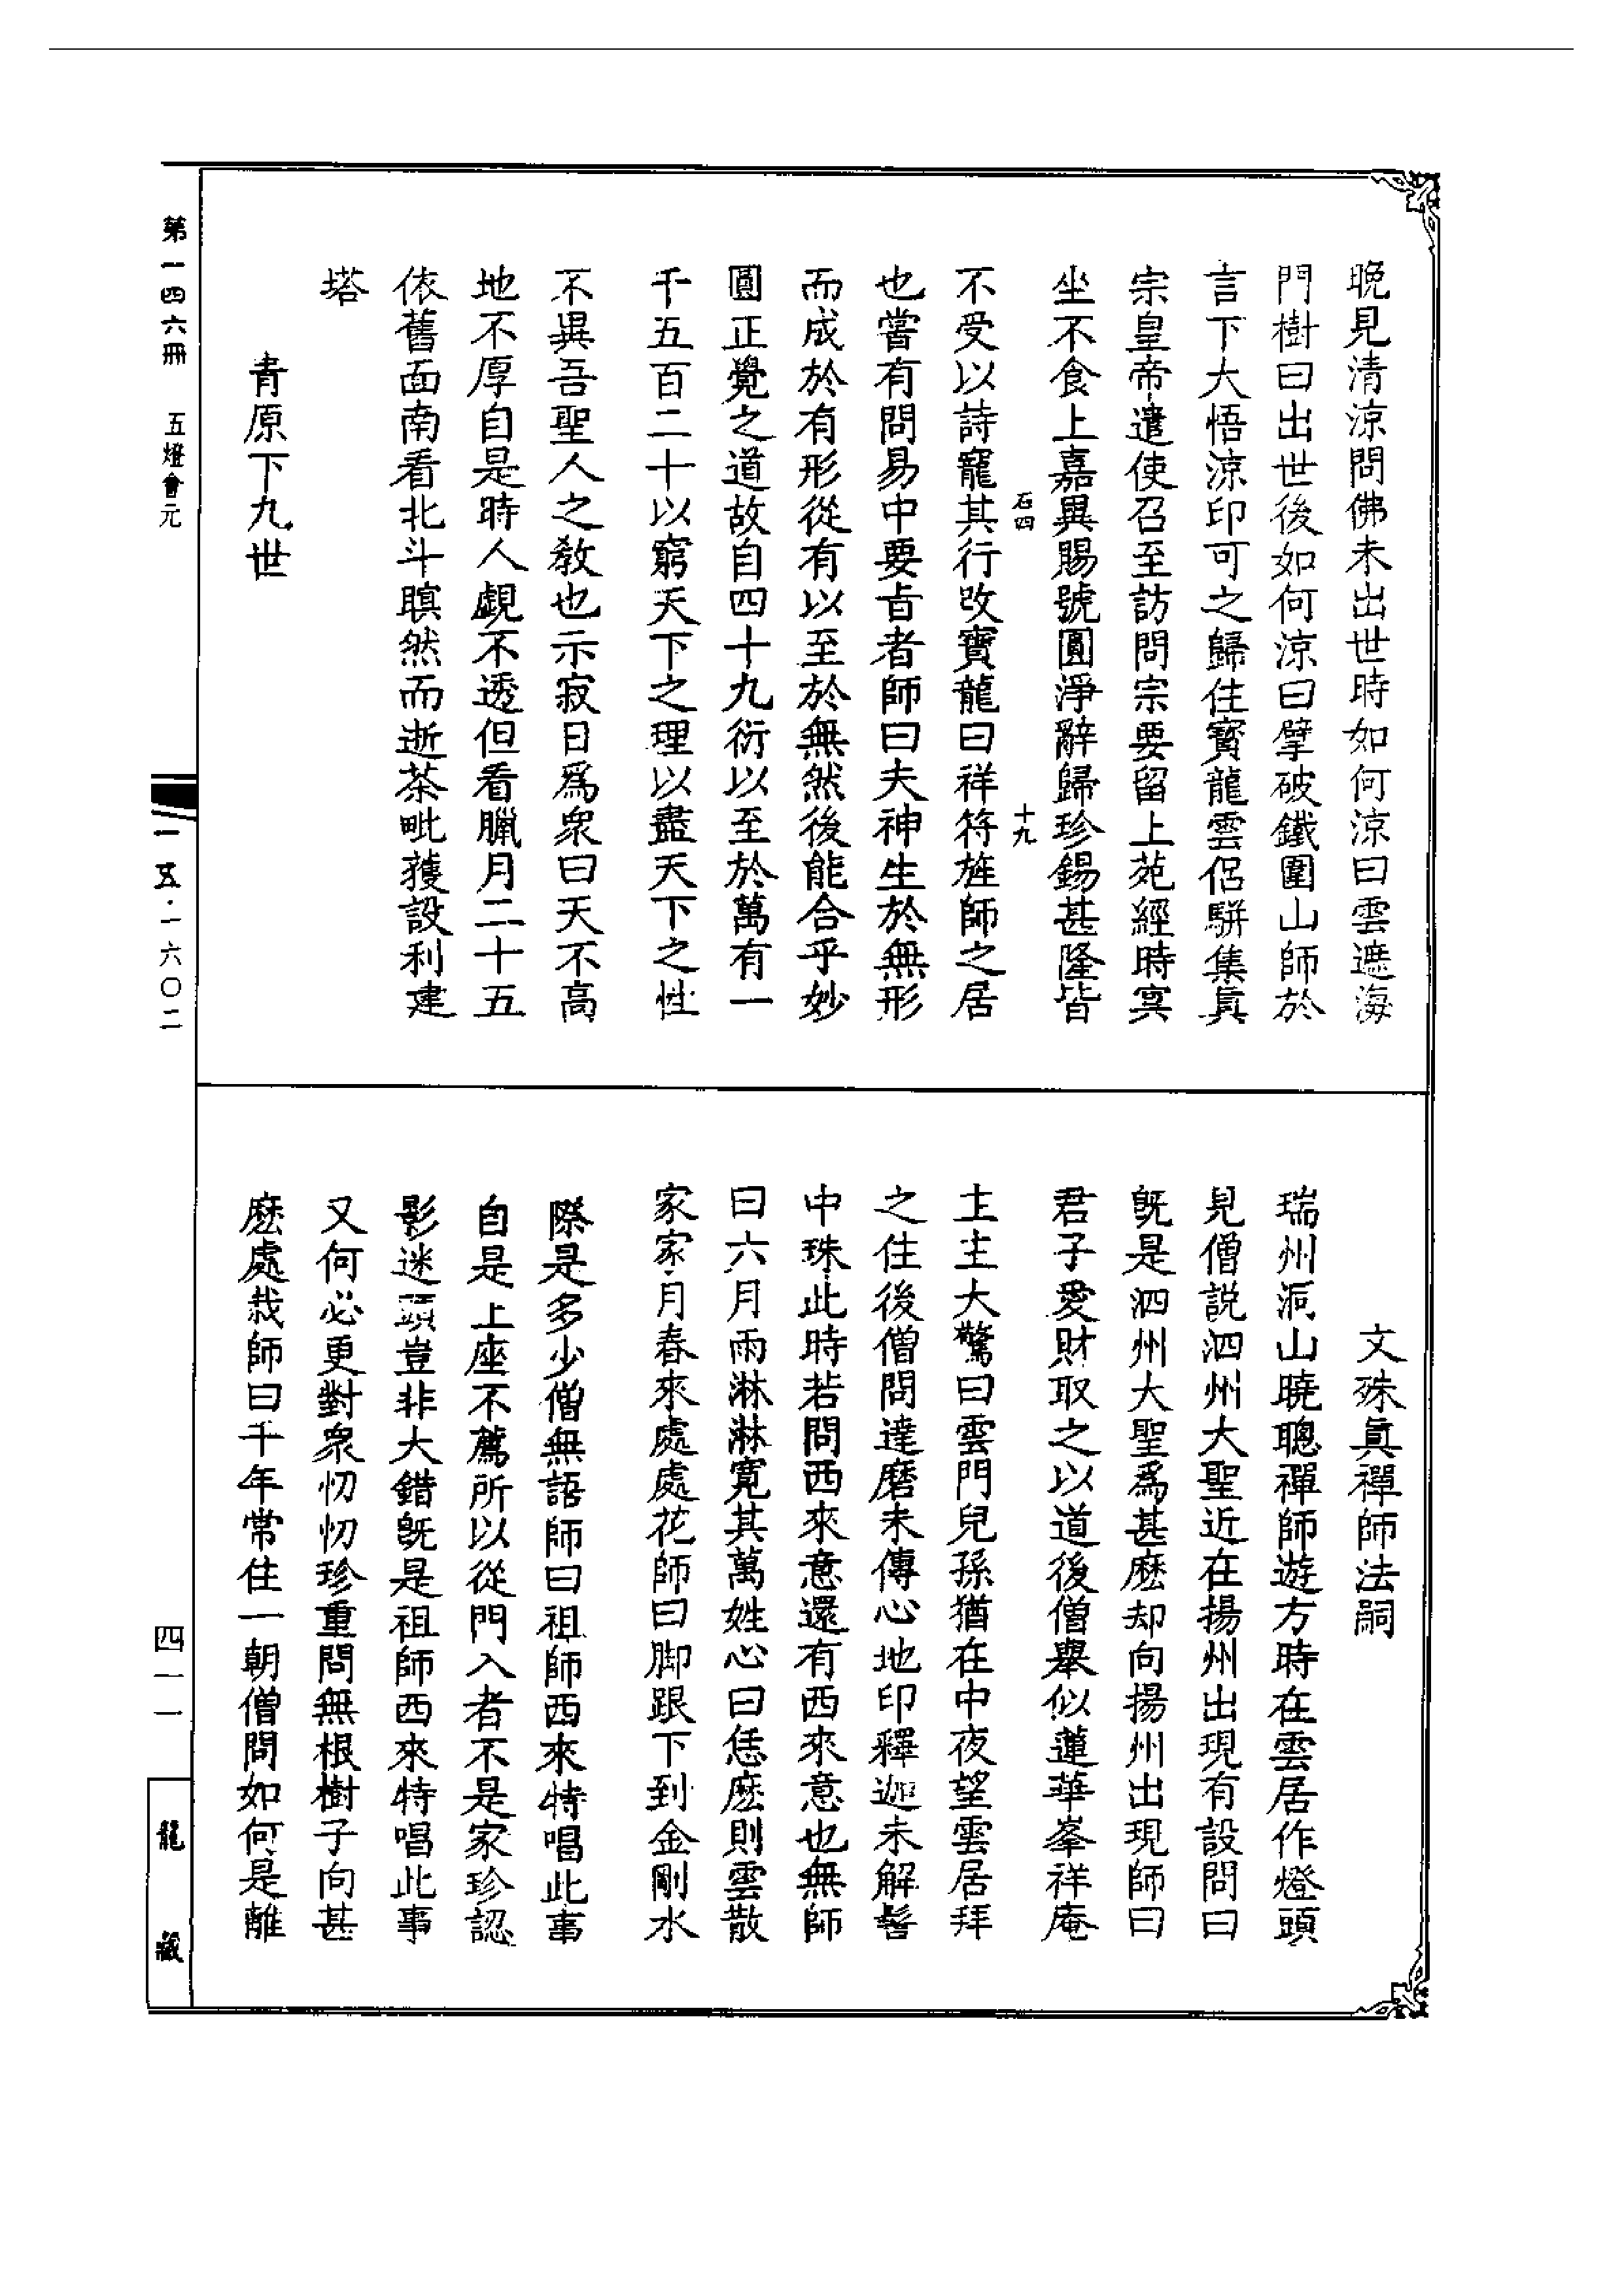 晚見清涼問佛未出世時如何涼曰雲遮海
門樹曰出世後如何涼曰擘破鐵圍山師於
言下大悟涼印可之歸住寳龍雲侶駢集眞
宗皇帝遣使召至訪問宗要留上苑經時㝠
坐不食上嘉異賜號圓淨辭歸珍錫甚隆皆
石四
十九
不受以詩寵其行改寳龍曰祥符旌師之居
也嘗有問易中要㫖者師曰夫神生於無形
而成於有形從有以至於無然後能合乎妙
圓正覺之道故自四十九衍以至於萬有一
千五百二十以窮天下之理以盡天下之性
不異吾聖人之教也示寂日爲衆曰天不高
地不厚自是時人覷不透但看臘月二十五
依舊面南看北斗瞑然而逝茶毗獲設利建
塔
青原下九世
文殊眞禪師法嗣
瑞州洞山曉聰禪師遊方時在雲居作燈頭
見僧説泗州大聖近在揚州出現有設問曰
既是泗州大聖爲甚麽却向揚州出現師曰
君子愛財取之以道後僧舉似蓮華峯祥庵
主主大驚曰雲門兒孫猶在中夜望雲居拜
之住後僧問達磨未傳心地印釋迦未解髻
中珠此時若問西來意還有西來意也無師
曰六月雨淋淋寛其萬姓心曰恁麽則雲散
家家月春來處處花師曰脚跟下到金剛水
際是多少僧無語師曰祖師西來特唱此事
自是上座不薦所以從門入者不是家珍認
影迷頭豈非大錯既是祖師西來特唱此事
又何必更對衆忉忉珍重問無根樹子向甚
麽處栽師曰千年常住一朝僧問如何是離
第一四六冊 五燈會元
一五·一六〇二
四一一
龍藏